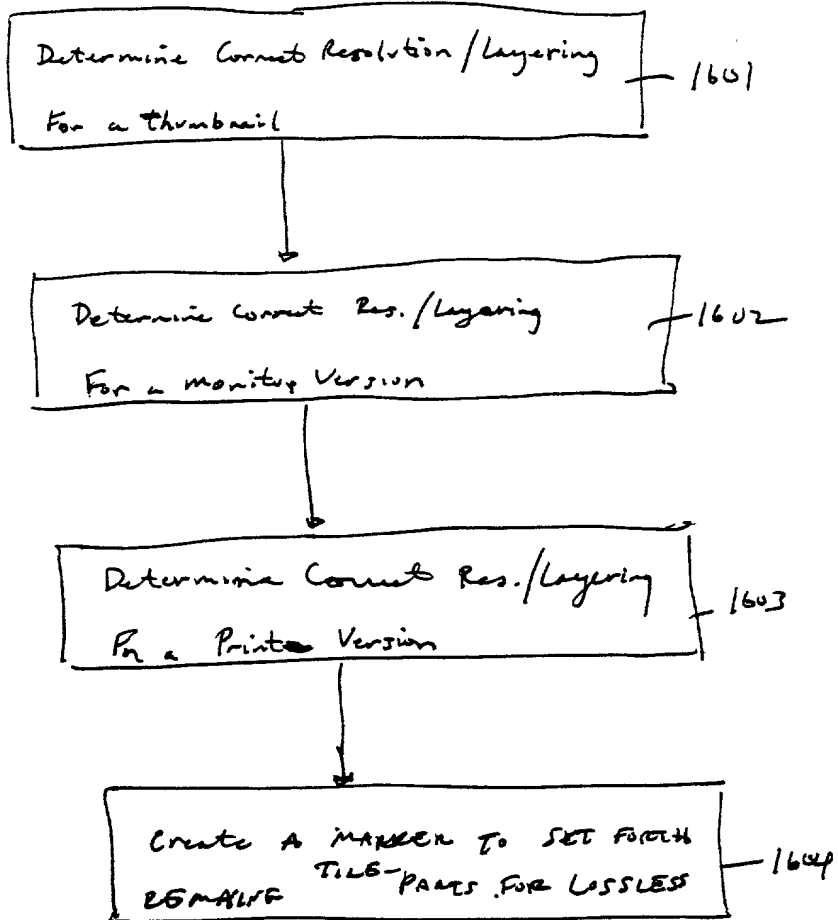 Determine Correct Resolution/Layering
1601
For a thumbnail
Determine Correct Res./Layering
1602
For a monitor Version
Determine Correct Res./Layering
1603
For a Print Version
Create A MARKER TO SET FORTH
1604
REMAINING TILE-PARTS FOR LOSSLESS